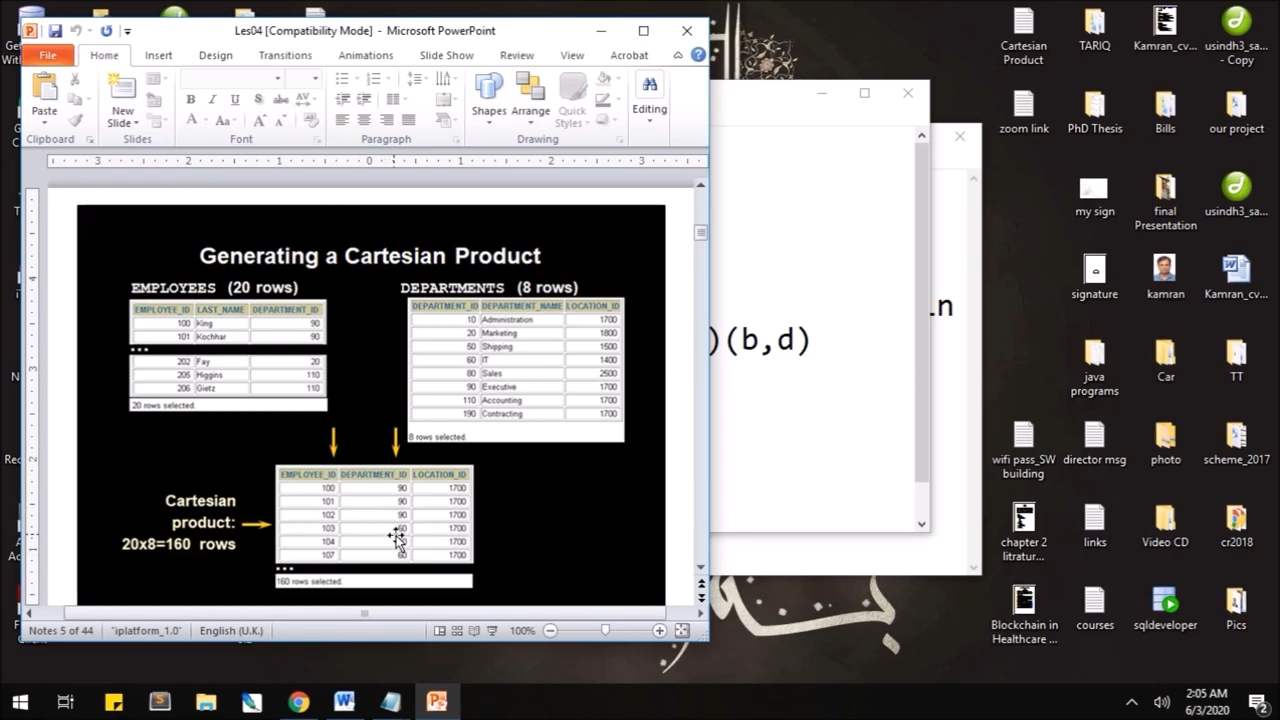 Les04 [Compatibility Mode] - Microsoft PowerPoint
File Home Insert Design Transitions Animations Slide Show Review View Acrobat
Paste
New Slide
Shapes Arrange Quick Styles
Editing
Clipboard Slides Font Paragraph Drawing
Generating a Cartesian Product
EMPLOYEES (20 rows)
DEPARTMENTS (8 rows)
EMPLOYEE_ID LAST_NAME DEPARTMENT_ID
100 King 90
101 Kochhar 90
202 Fay 20
205 Higgins 110
206 Gietz 110
20 rows selected.
DEPARTMENT_ID DEPARTMENT_NAME LOCATION_ID
10 Administration 1700
20 Marketing 1800
50 Shipping 1500
60 IT 1400
80 Sales 2500
90 Executive 1700
110 Accounting 1700
190 Contracting 1700
8 rows selected.
Cartesian
product:
20x8=160 rows
EMPLOYEE_ID DEPARTMENT_ID LOCATION_ID
100 90 1700
101 90 1700
102 90 1700
103 60 1700
104 1700
107 60 1700
160 rows selected.
Notes 5 of 44 "iplatform_1.0" English (U.K.) 100%
in
)(b,d)
Cartesian Product
TARIQ
Kamran_cv...
usindh3_sa... - Copy
zoom link
PhD Thesis
Bills
our project
my sign
final Presentation
usindh3_sa...
signature
kamran
Kamran_cv...
java programs
Car
TT
wifi pass_SW building
director msg
photo
scheme_2017
chapter 2 litratur...
links
Video CD
cr2018
Blockchain in Healthcare ...
courses
sqldeveloper
Pics
2:05 AM
6/3/2020